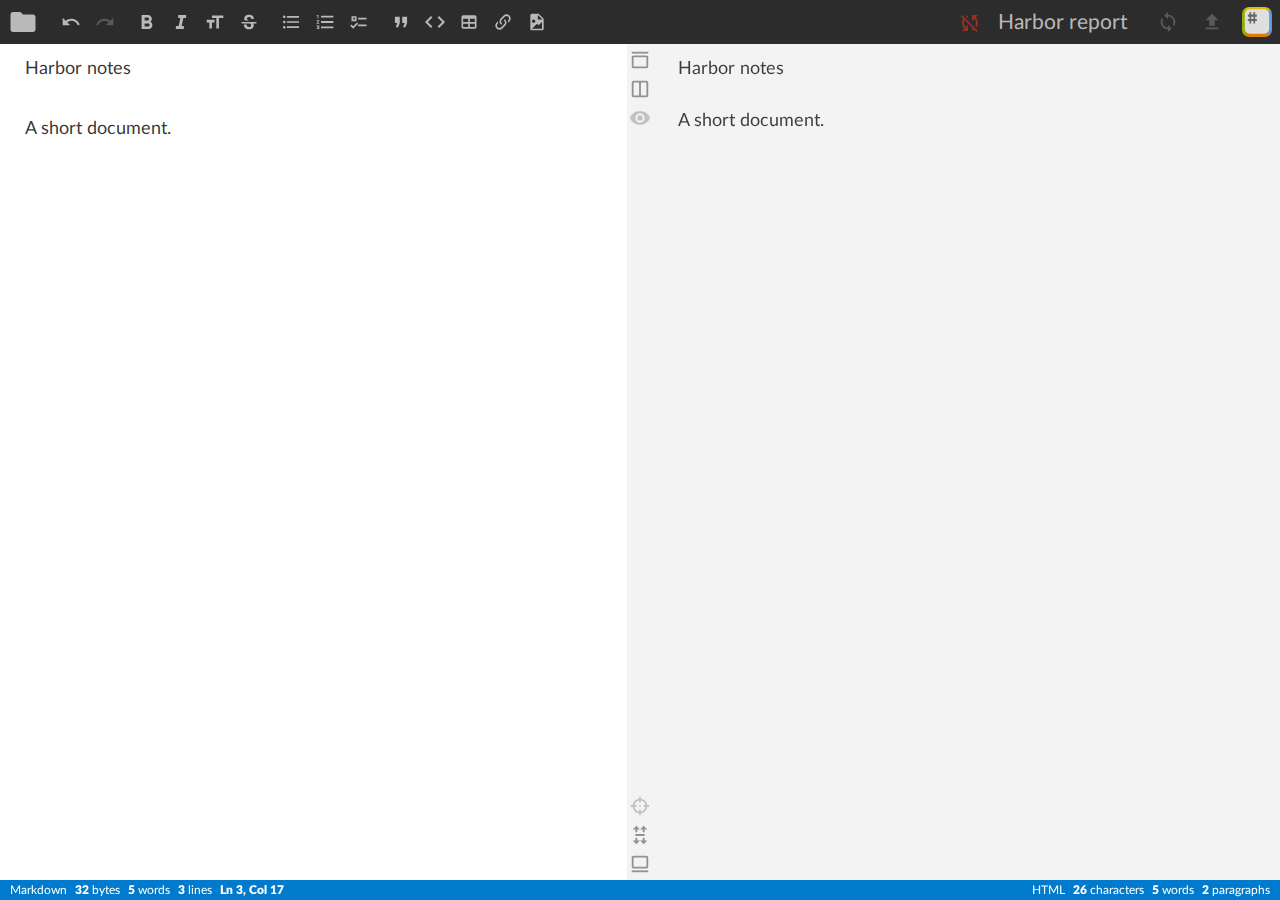 Harbor report
Harbor notes
A short document.
Harbor notes
A short document.
Markdown 32 bytes 5 words 3 lines Ln 3, Col 17
HTML 26 characters 5 words 2 paragraphs